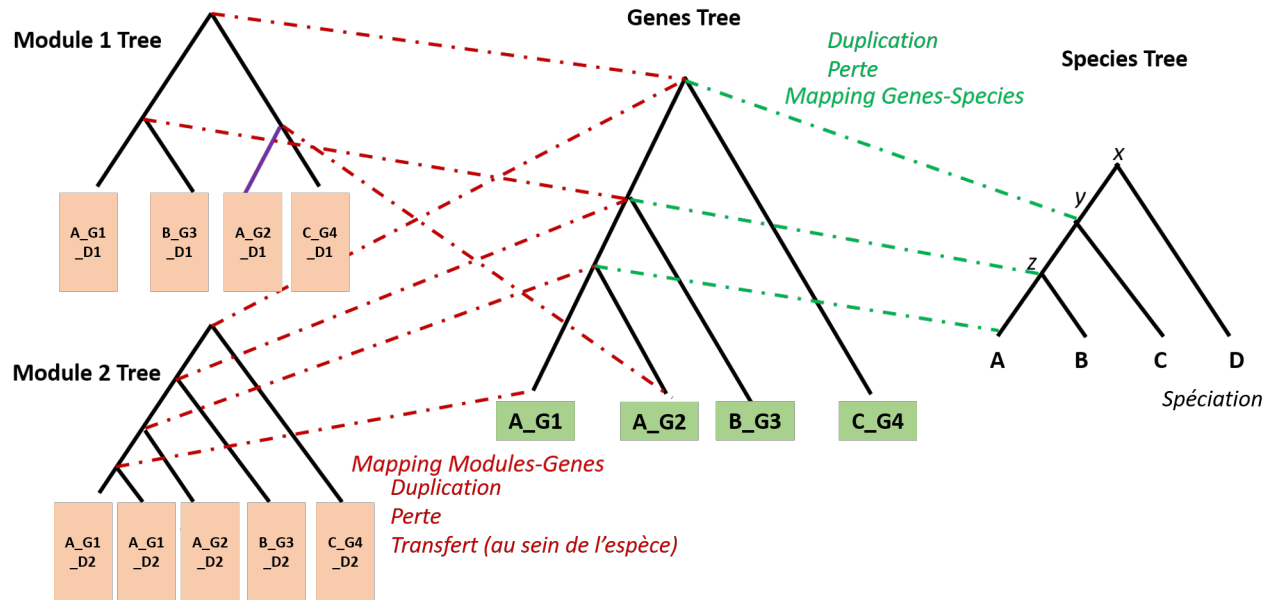 Module 1 Tree
A_G1
_D1
B_G3
_D1
A_G2
_D1
C_G4
_D1
Module 2 Tree
A_G1
_D2
A_G1
_D2
A_G2
_D2
B_G3
_D2
C_G4
_D2
Mapping Modules-Genes
Duplication
Perte
Transfert (au sein de l'espèce)
Genes Tree
A_G1
A_G2
B_G3
C_G4
Duplication
Perte
Mapping Genes-Species
Species Tree
x
y
z
A
B
C
D
Spéciation